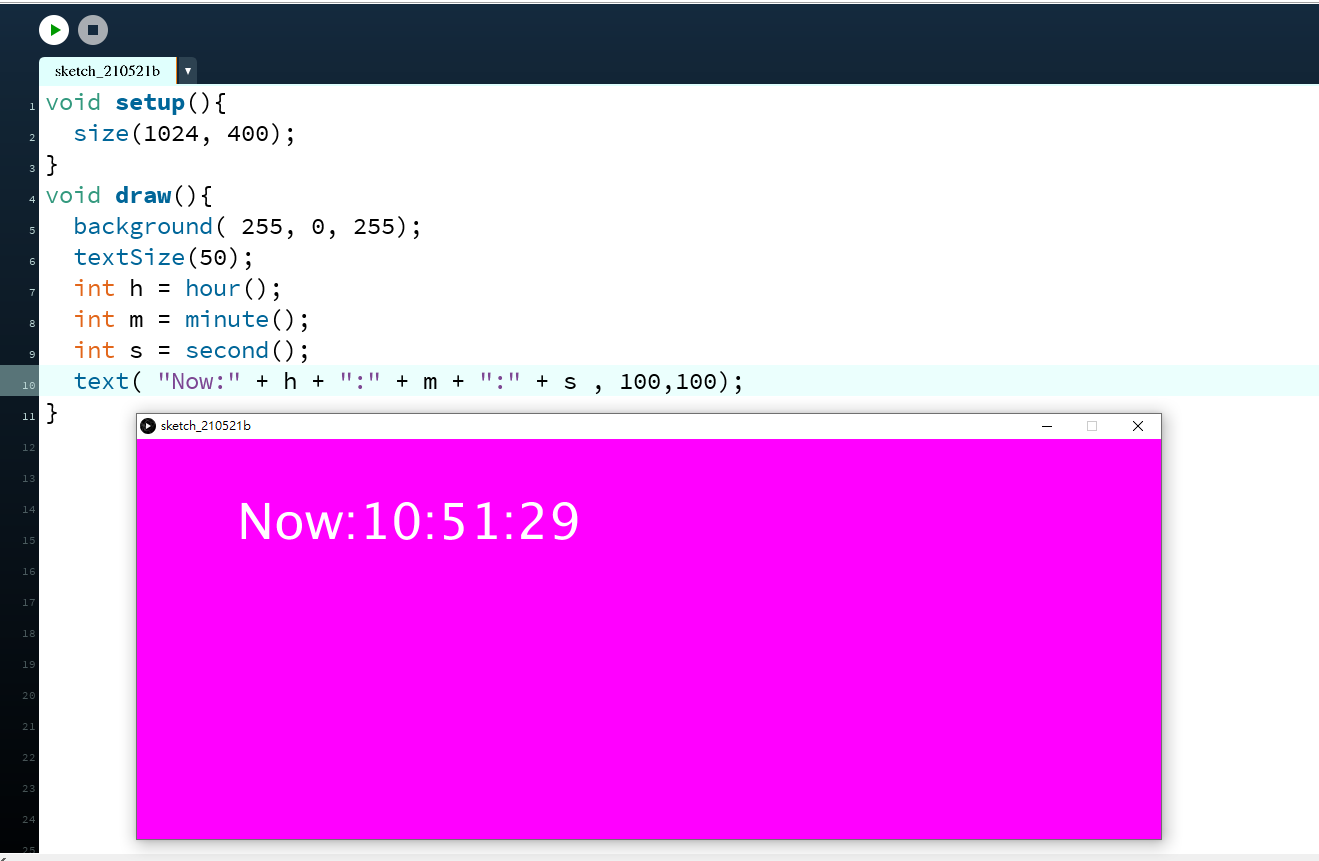 sketch_210521b
1 void setup(){
2   size(1024, 400);
3 }
4 void draw(){
5   background( 255, 0, 255);
6   textSize(50);
7   int h = hour();
8   int m = minute();
9   int s = second();
10   text( "Now:" + h + ":" + m + ":" + s , 100,100);
11 }
12
13
14
15
16
17
18
19
20
21
22
23
24
25
sketch_210521b
Now:10:51:29